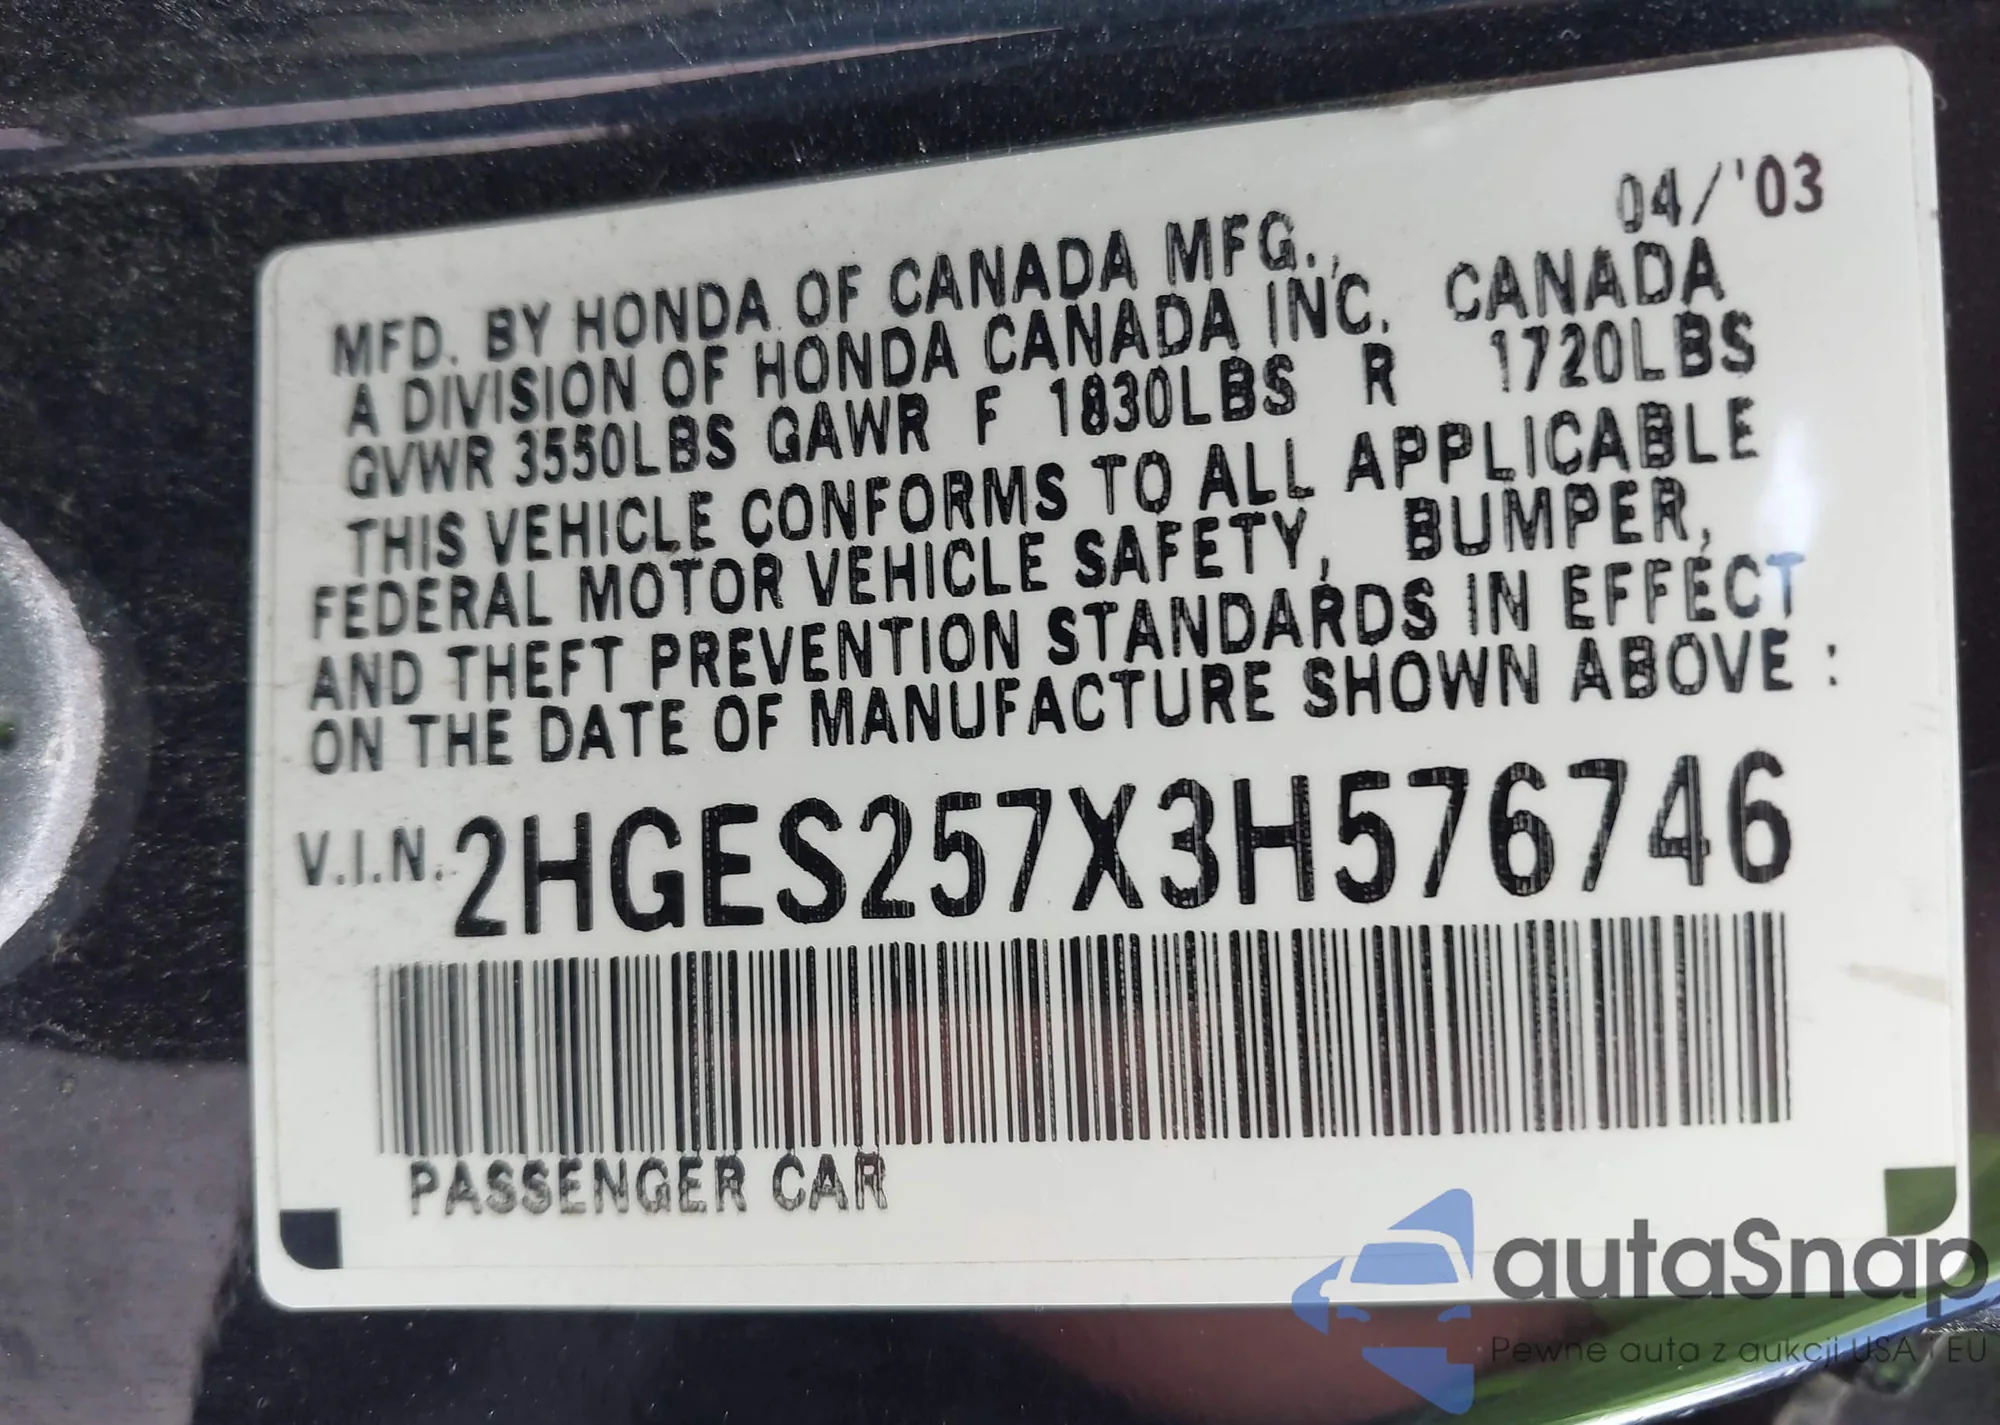 04/'03
MFD. BY HONDA OF CANADA MFG.,
A DIVISION OF HONDA CANADA INC. CANADA
GVWR 3550LBS GAWR F 1830LBS R 1720LBS
THIS VEHICLE CONFORMS TO ALL APPLICABLE
FEDERAL MOTOR VEHICLE SAFETY, BUMPER,
AND THEFT PREVENTION STANDARDS IN EFFECT
ON THE DATE OF MANUFACTURE SHOWN ABOVE :
V.I.N. 2HGES257X3H576746
PASSENGER CAR
autaSnap
Pewne auta z aukcji USA i EU